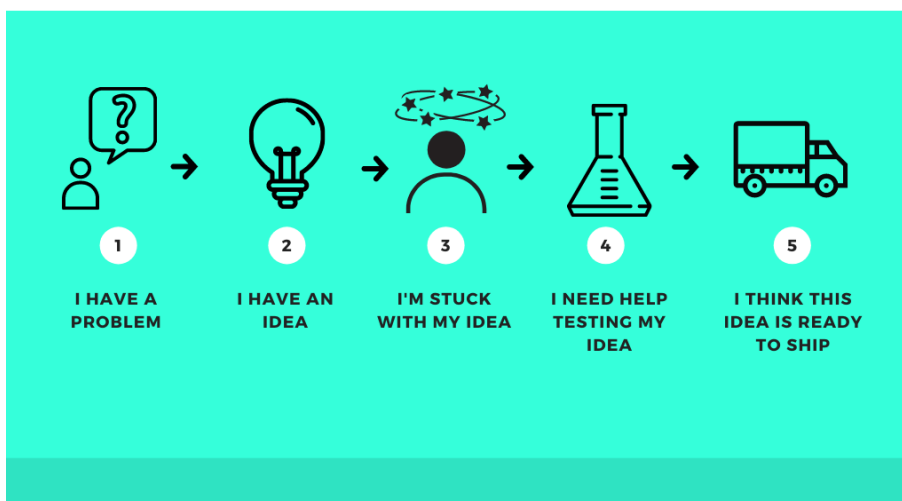 ?
1
I HAVE A
PROBLEM
2
I HAVE AN
IDEA
3
I'M STUCK
WITH MY IDEA
4
I NEED HELP
TESTING MY
IDEA
5
I THINK THIS
IDEA IS READY
TO SHIP